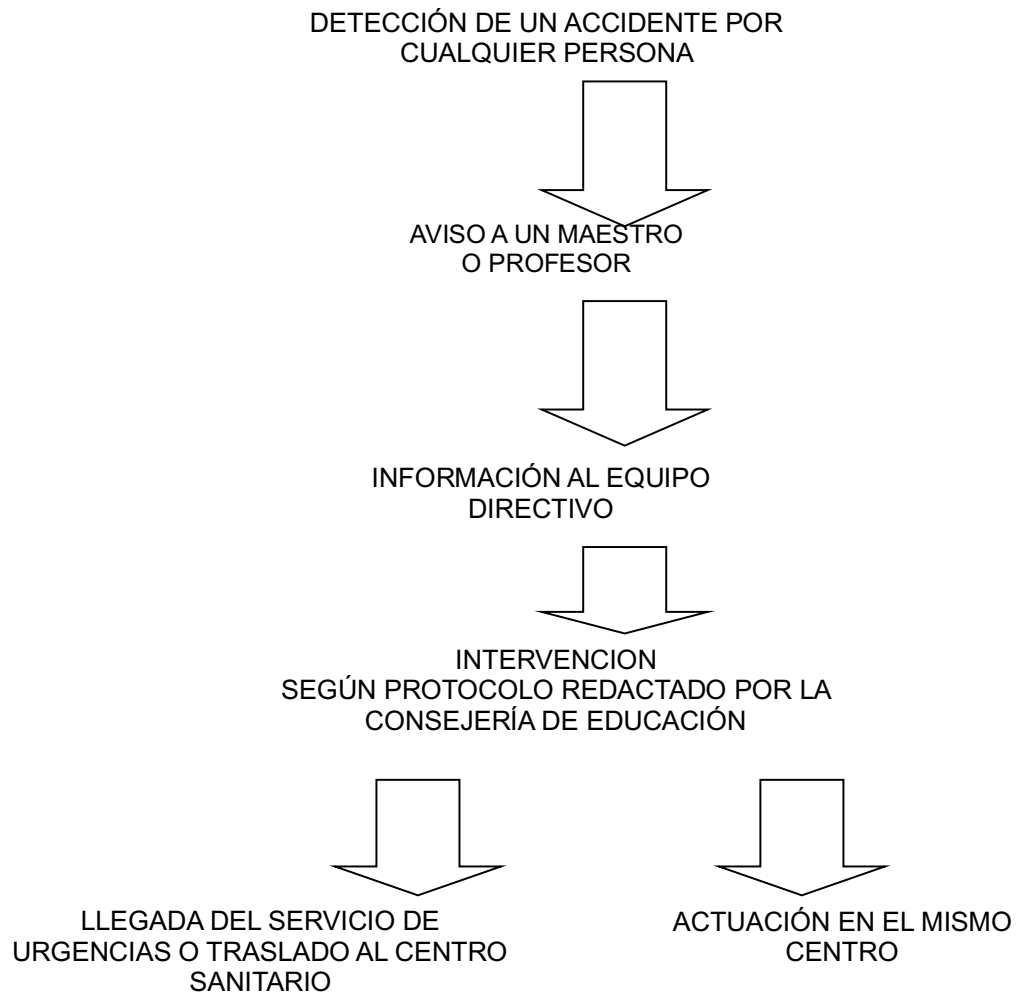 DETECCIÓN DE UN ACCIDENTE POR
CUALQUIER PERSONA
AVISO A UN MAESTRO
O PROFESOR
INFORMACIÓN AL EQUIPO
DIRECTIVO
INTERVENCION
SEGÚN PROTOCOLO REDACTADO POR LA
CONSEJERÍA DE EDUCACIÓN
LLEGADA DEL SERVICIO DE
URGENCIAS O TRASLADO AL CENTRO
SANITARIO
ACTUACIÓN EN EL MISMO
CENTRO